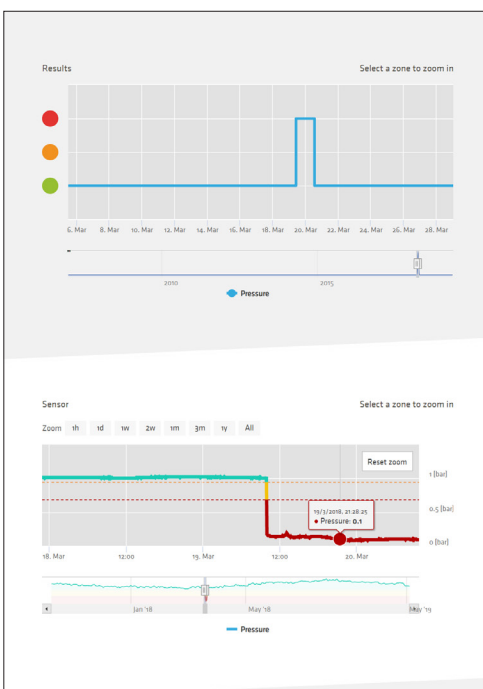 Results Select a zone to zoom in
6. Mar 8. Mar 10. Mar 12. Mar 14. Mar 16. Mar 18. Mar 20. Mar 22. Mar 24. Mar 26. Mar 28. Mar
2010 2015
Pressure
Sensor Select a zone to zoom in
Zoom 1h 1d 1w 2w 1m 3m 1y All
Reset zoom
1 [bar]
0.5 [bar]
19/3/2018, 21:28:25
Pressure: 0.1
0 [bar]
18. Mar 12:00 19. Mar 12:00 20. Mar
Jan '18 May '18 May '19
Pressure